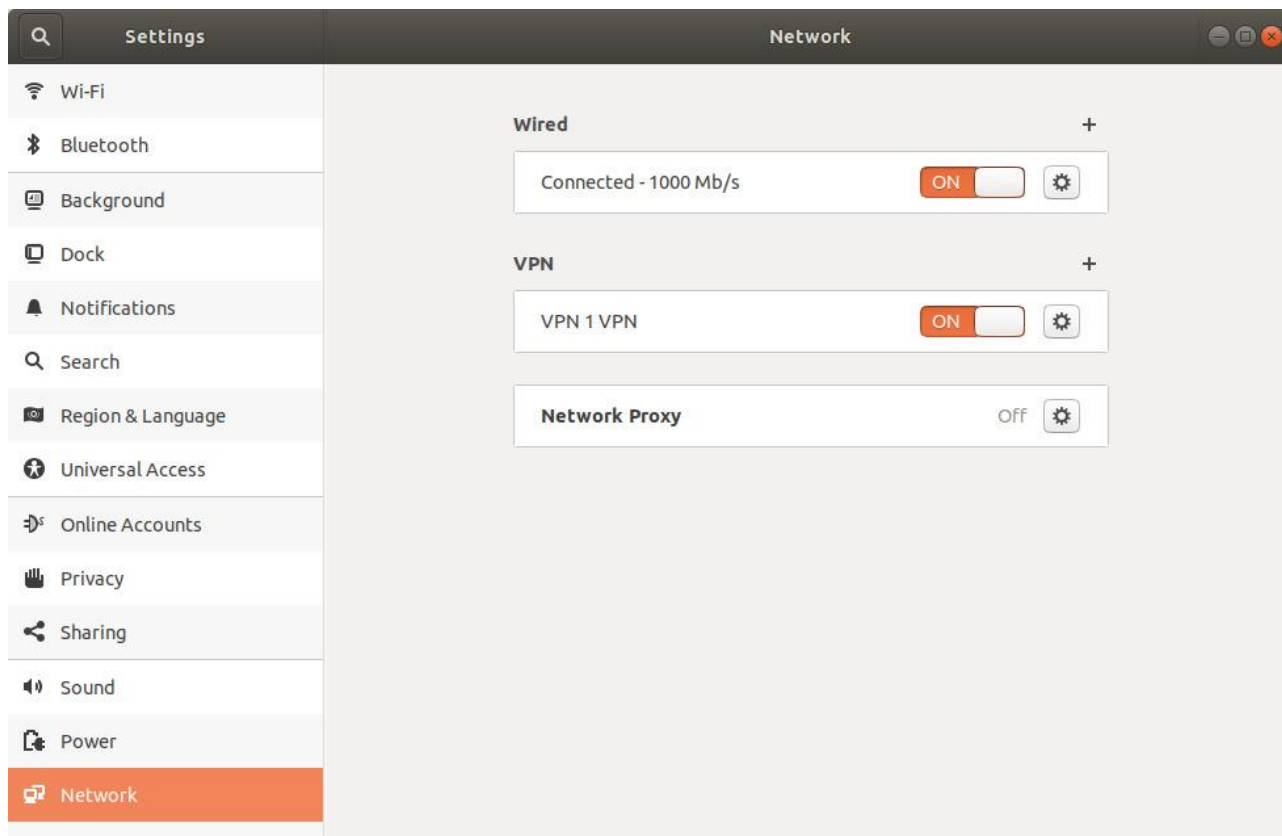 Settings
Network
Wi-Fi
Bluetooth
Background
Dock
Notifications
Search
Region & Language
Universal Access
Online Accounts
Privacy
Sharing
Sound
Power
Network
Wired
+
Connected - 1000 Mb/s
ON
VPN
+
VPN 1 VPN
ON
Network Proxy
Off